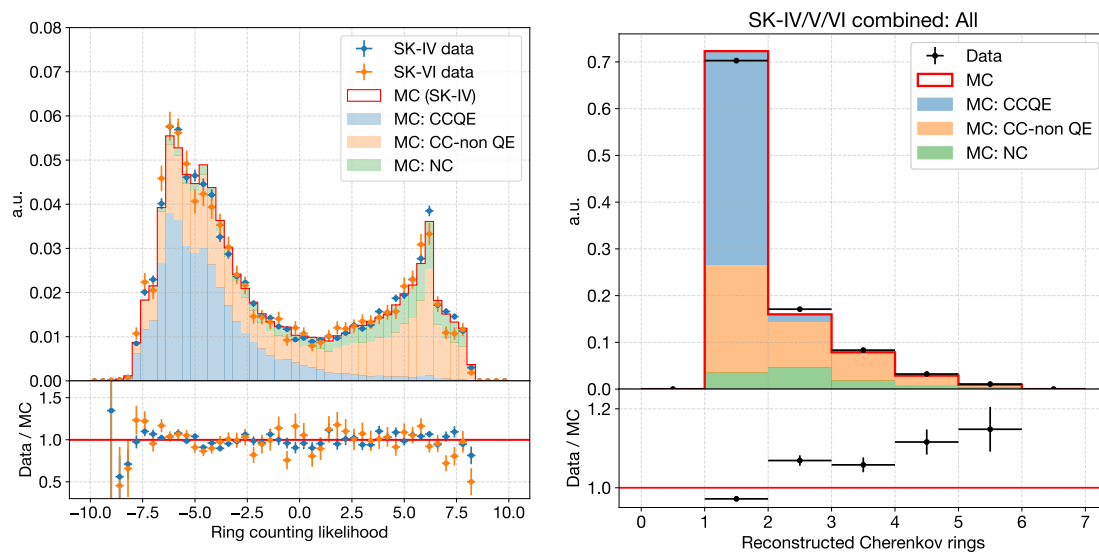 0.08
0.07
0.06
0.05
0.04
0.03
0.02
0.01
0.00
a.u.
SK-IV data
SK-VI data
MC (SK-IV)
MC: CCQE
MC: CC-non QE
MC: NC
1.5
1.0
0.5
Data / MC
−10.0 −7.5 −5.0 −2.5 0.0 2.5 5.0 7.5 10.0
Ring counting likelihood
SK-IV/V/VI combined: All
0.7
0.6
0.5
0.4
0.3
0.2
0.1
0.0
a.u.
Data
MC
MC: CCQE
MC: CC-non QE
MC: NC
1.2
1.0
Data / MC
0 1 2 3 4 5 6 7
Reconstructed Cherenkov rings